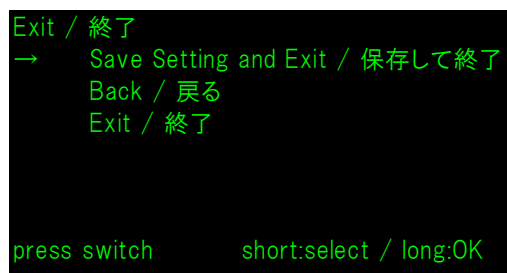 Exit / 終了
→ Save Setting and Exit / 保存して終了
Back / 戻る
Exit / 終了
press switch short:select / long:OK